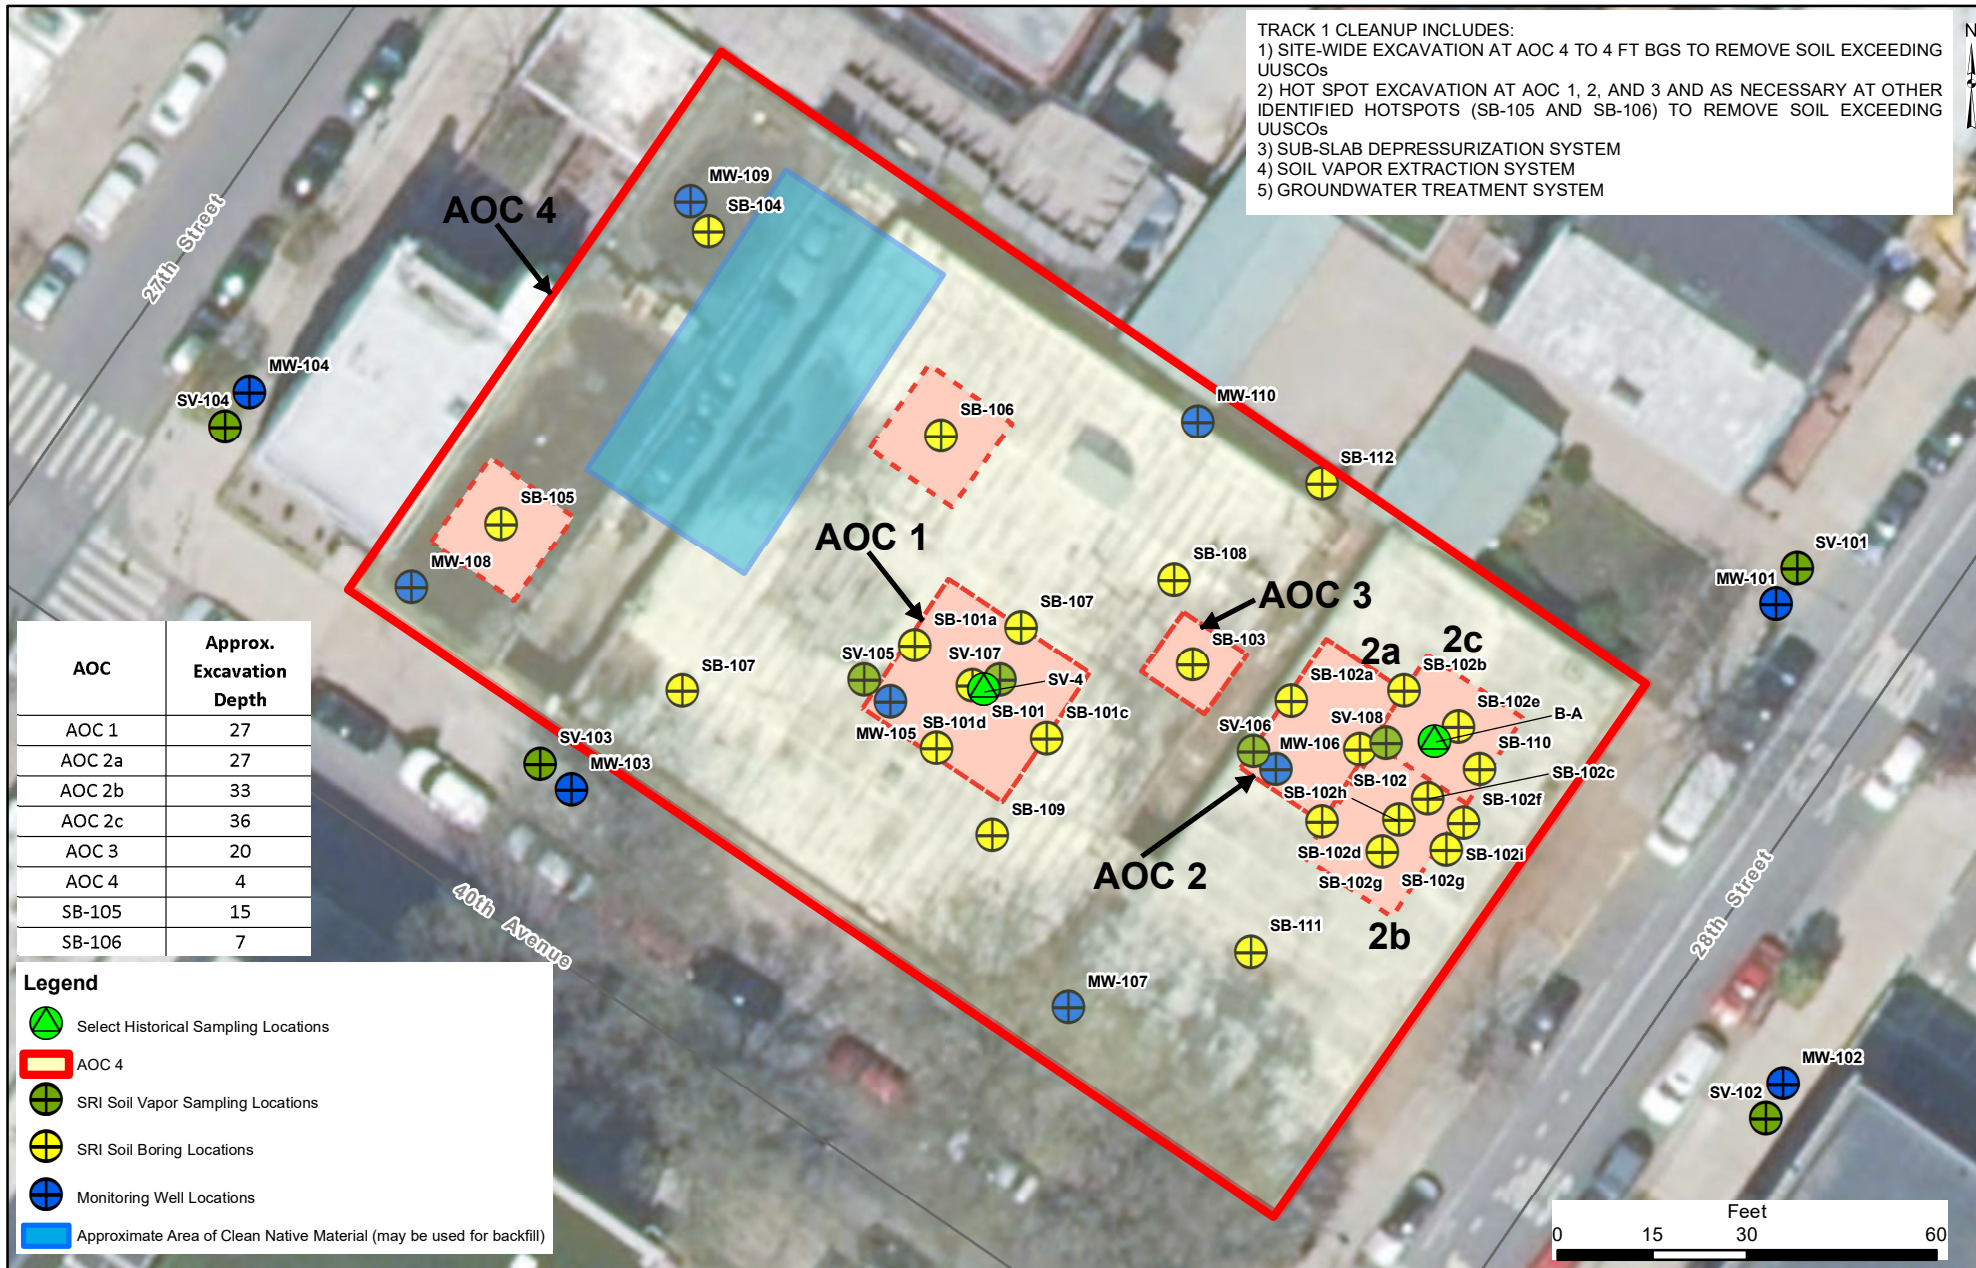 TRACK 1 CLEANUP INCLUDES:
1) SITE-WIDE EXCAVATION AT AOC 4 TO 4 FT BGS TO REMOVE SOIL EXCEEDING
UUSCOs
2) HOT SPOT EXCAVATION AT AOC 1, 2, AND 3 AND AS NECESSARY AT OTHER
IDENTIFIED HOTSPOTS (SB-105 AND SB-106) TO REMOVE SOIL EXCEEDING
UUSCOs
3) SUB-SLAB DEPRESSURIZATION SYSTEM
4) SOIL VAPOR EXTRACTION SYSTEM
5) GROUNDWATER TREATMENT SYSTEM
N
MW-109
SB-104
AOC 4
27th Street
MW-104
SV-104
SB-106
MW-110
SB-112
SB-105
MW-108
AOC 1
SB-108
SV-101
MW-101
AOC 3
SB-107
SB-101a
SB-103
2a
2c
SV-105
SV-107
SB-107
SV-4
SB-102a
SB-102b
SB-102e
B-A
SB-101
SB-101c
SB-101d
MW-105
SV-106
SV-108
MW-106
SB-110
SV-103
MW-103
SB-102
SB-102c
SB-102h
SB-102f
SB-109
SB-102d
SB-102i
SB-102g
SB-102g
AOC 2
2b
40th Avenue
28th Street
SB-111
MW-107
MW-102
SV-102
AOC Approx. Excavation Depth
AOC 1 27
AOC 2a 27
AOC 2b 33
AOC 2c 36
AOC 3 20
AOC 4 4
SB-105 15
SB-106 7
Legend
Select Historical Sampling Locations
AOC 4
SRI Soil Vapor Sampling Locations
SRI Soil Boring Locations
Monitoring Well Locations
Approximate Area of Clean Native Material (may be used for backfill)
Feet
0 15 30 60